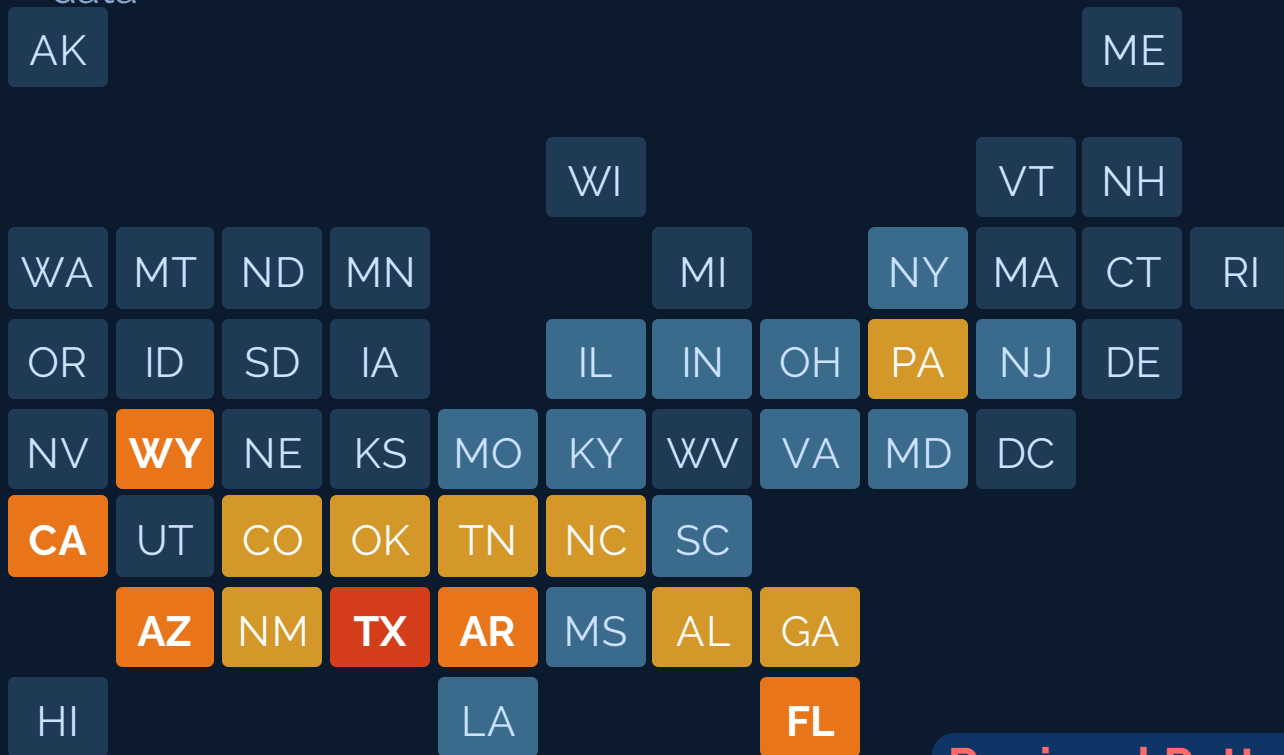 data
AK ME
WI VT NH
WA MT ND MN MI NY MA CT RI
OR ID SD IA IL IN OH PA NJ DE
NV WY NE KS MO KY WV VA MD DC
CA UT CO OK TN NC SC
AZ NM TX AR MS AL GA
HI LA FL